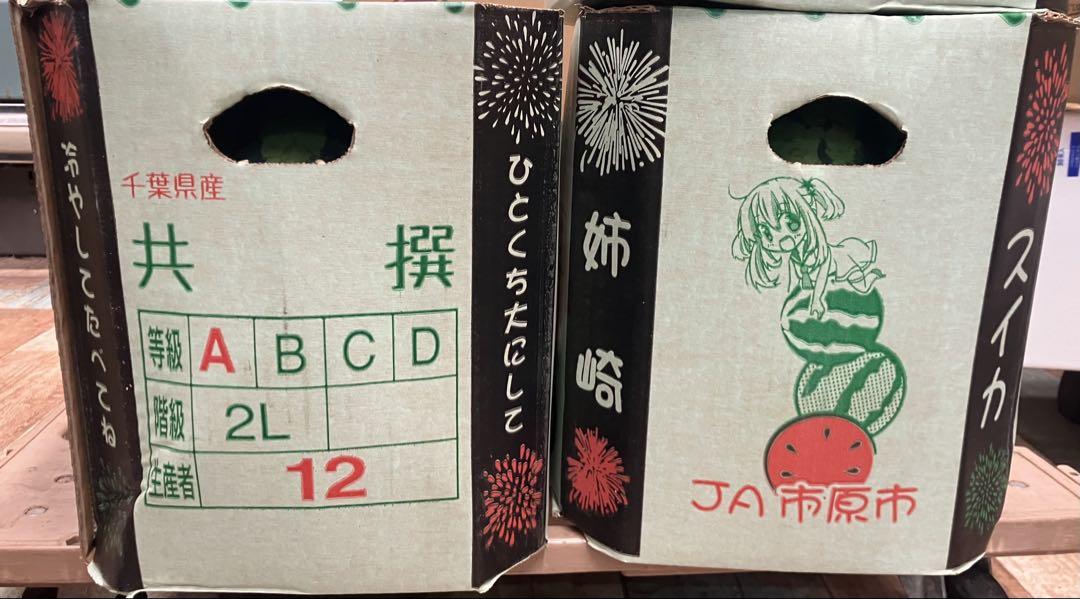 冷やしてたべてね
千葉県産
共撰
等級 A B C D
階級 2L
生産者 12
ひとくち大にして
姉崎
JA市原市
スイカ